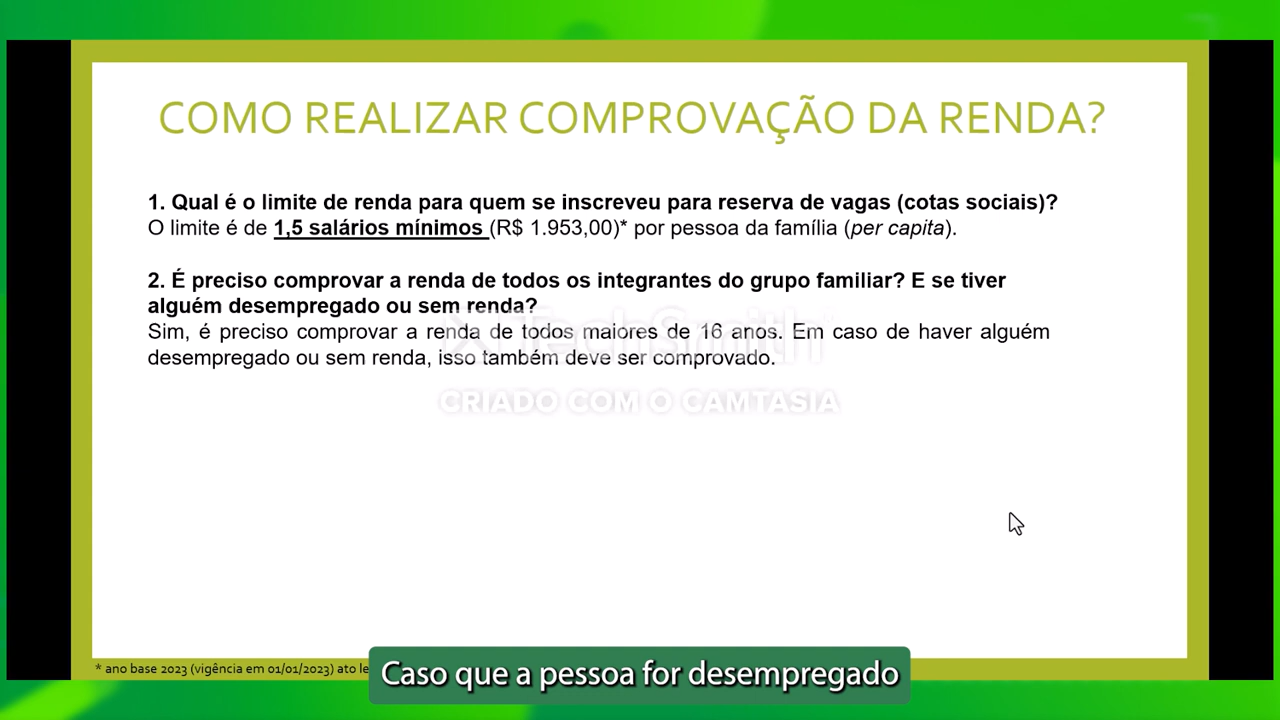 COMO REALIZAR COMPROVAÇÃO DA RENDA?
1. Qual é o limite de renda para quem se inscreveu para reserva de vagas (cotas sociais)?
O limite é de 1,5 salários mínimos (R$ 1.953,00)* por pessoa da família (per capita).
2. É preciso comprovar a renda de todos os integrantes do grupo familiar? E se tiver
alguém desempregado ou sem renda?
Sim, é preciso comprovar a renda de todos maiores de 16 anos. Em caso de haver alguém
desempregado ou sem renda, isso também deve ser comprovado.
TechSmith
CRIADO COM O CAMTASIA
* ano base 2023 (vigência em 01/01/2023) ato
Caso que a pessoa for desempregado